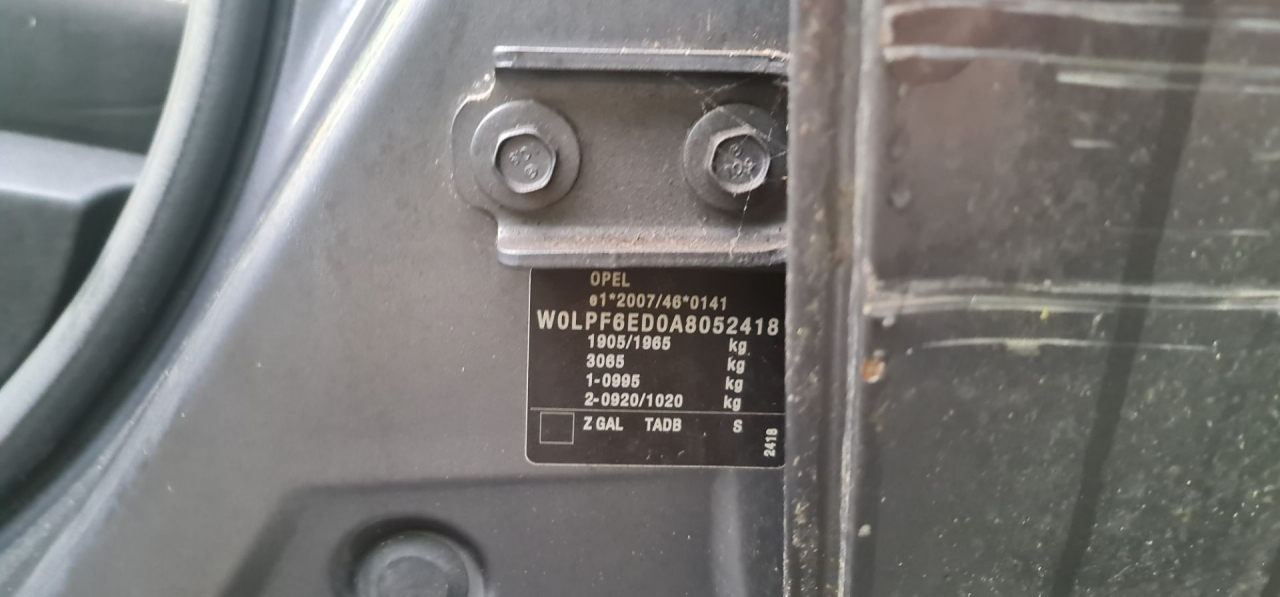 OPEL
e1*2007/46*0141
W0LPF6ED0A8052418
1905/1965 kg
3065 kg
1-0995 kg
2-0920/1020 kg
Z GAL TADB S
2418